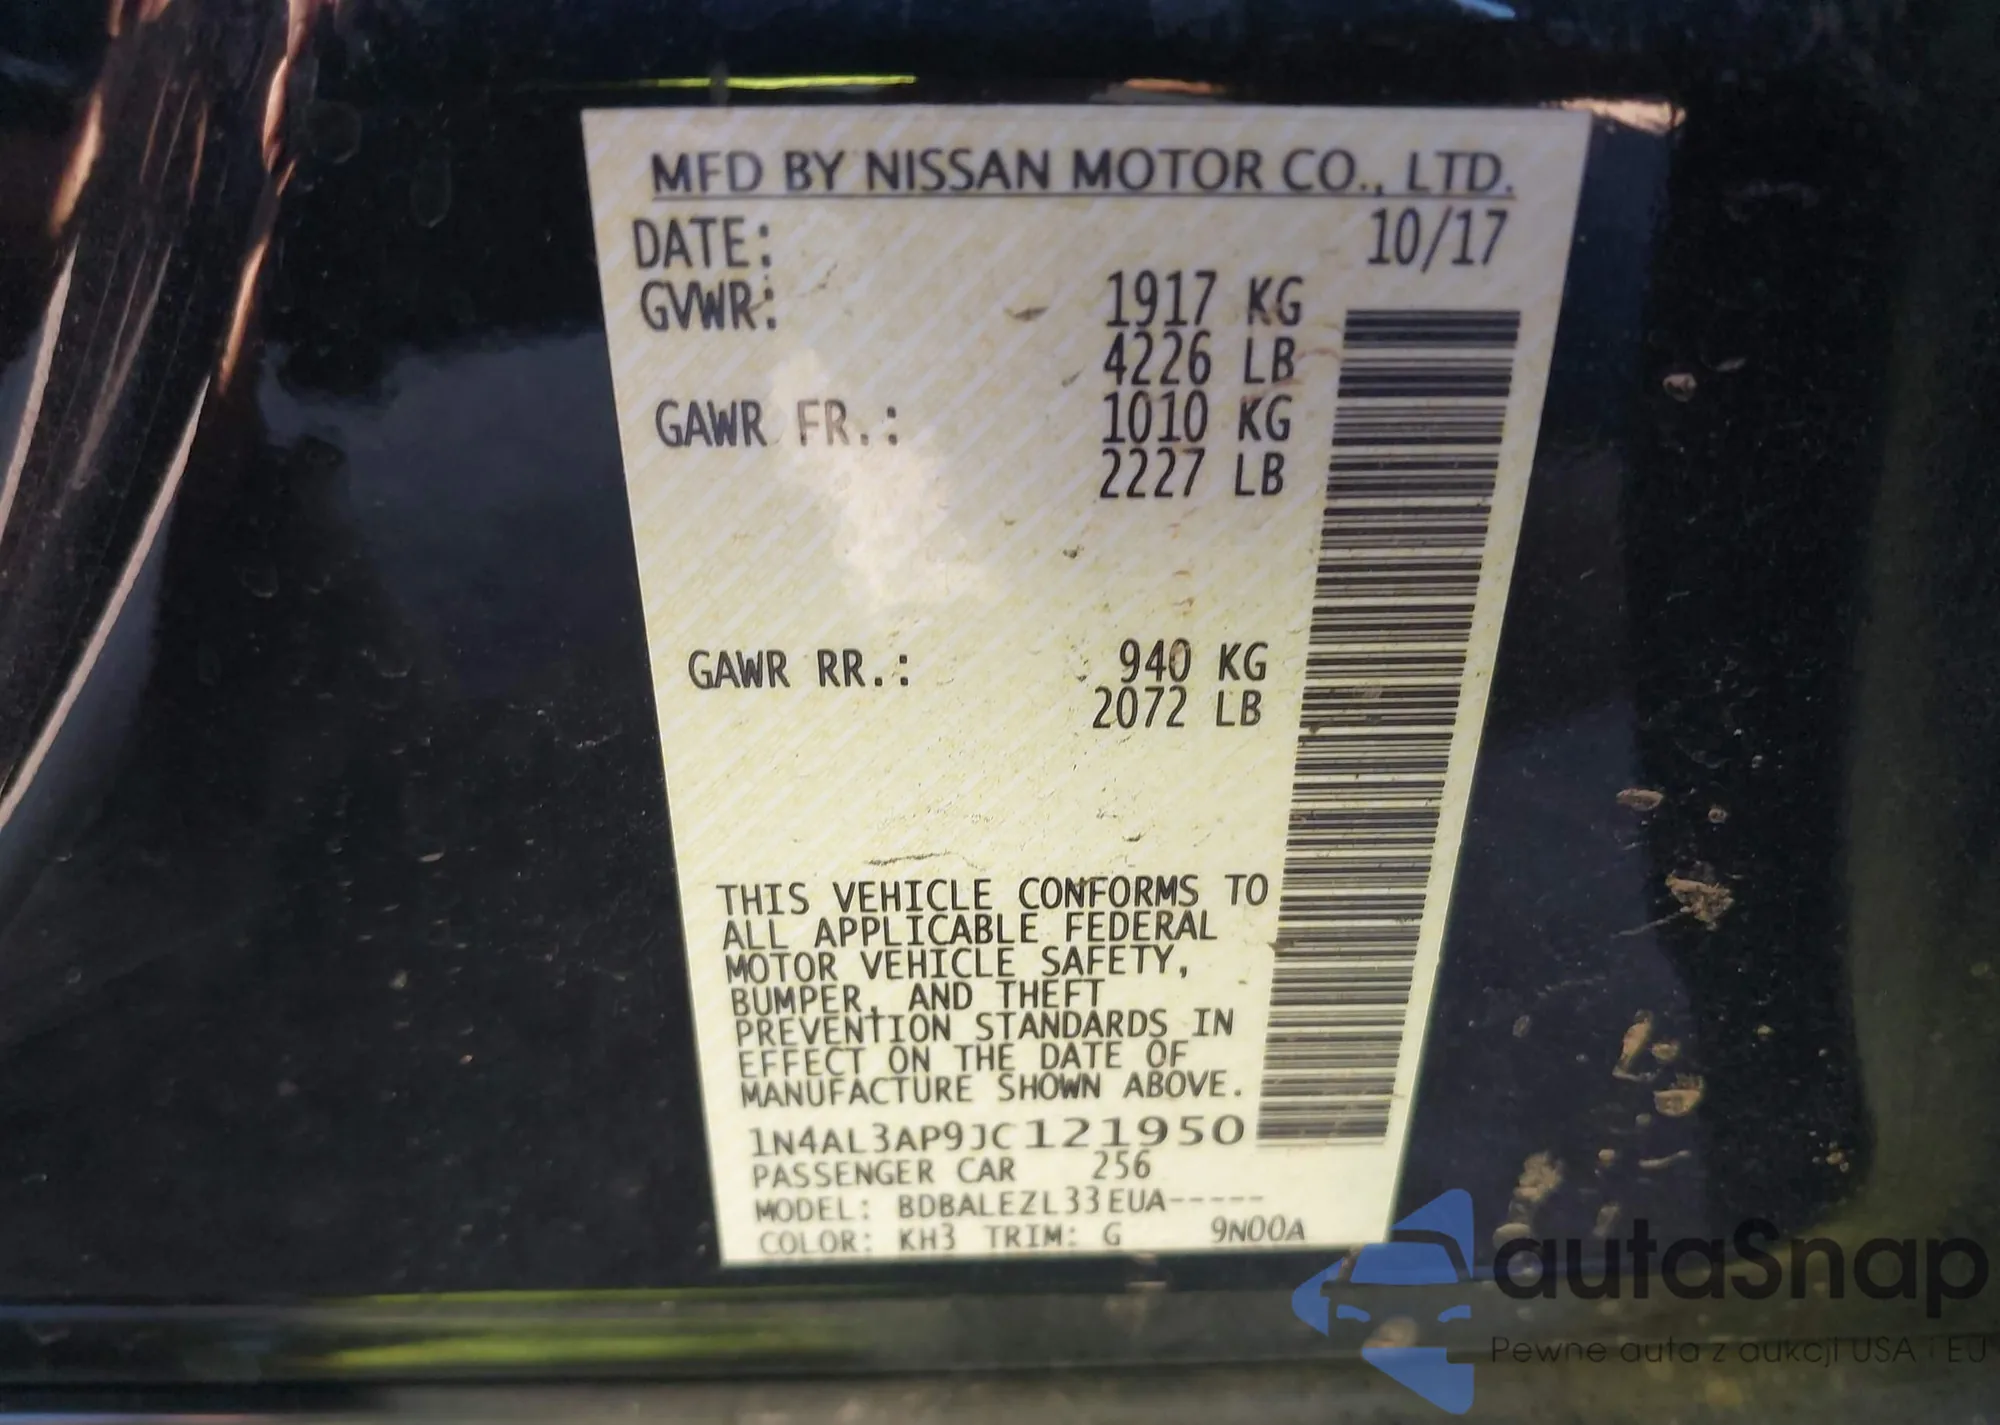 MFD BY NISSAN MOTOR CO., LTD.
DATE: 10/17
GVWR: 1917 KG
4226 LB
GAWR FR.: 1010 KG
2227 LB
GAWR RR.: 940 KG
2072 LB
THIS VEHICLE CONFORMS TO
ALL APPLICABLE FEDERAL
MOTOR VEHICLE SAFETY,
BUMPER, AND THEFT
PREVENTION STANDARDS IN
EFFECT ON THE DATE OF
MANUFACTURE SHOWN ABOVE.
1N4AL3AP9JC121950
PASSENGER CAR 256
MODEL: BDBALEZL33EUA-----
COLOR: KH3 TRIM: G 9N00A
autaSnap
Pewne auta z aukcji USA i EU